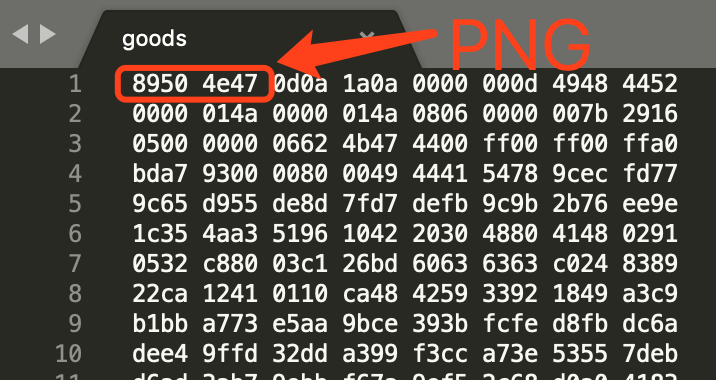 goods
PNG
1 8950 4e47 0d0a 1a0a 0000 000d 4948 4452
2 0000 014a 0000 014a 0806 0000 007b 2916
3 0500 0000 0662 4b47 4400 ff00 ff00 ffa0
4 bda7 9300 0080 0049 4441 5478 9cec fd77
5 9c65 d955 de8d 7fd7 defb 9c9b 2b76 ee9e
6 1c35 4aa3 5196 1042 2030 4880 4148 0291
7 0532 c880 03c1 26bd 6063 6363 c024 8389
8 22ca 1241 0110 ca48 4259 3392 1849 a3c9
9 b1bb a773 e5aa 9bce 393b fcfe d8fb dc6a
10 dee4 9ffd 32dd a399 f3cc a73e 5355 7deb